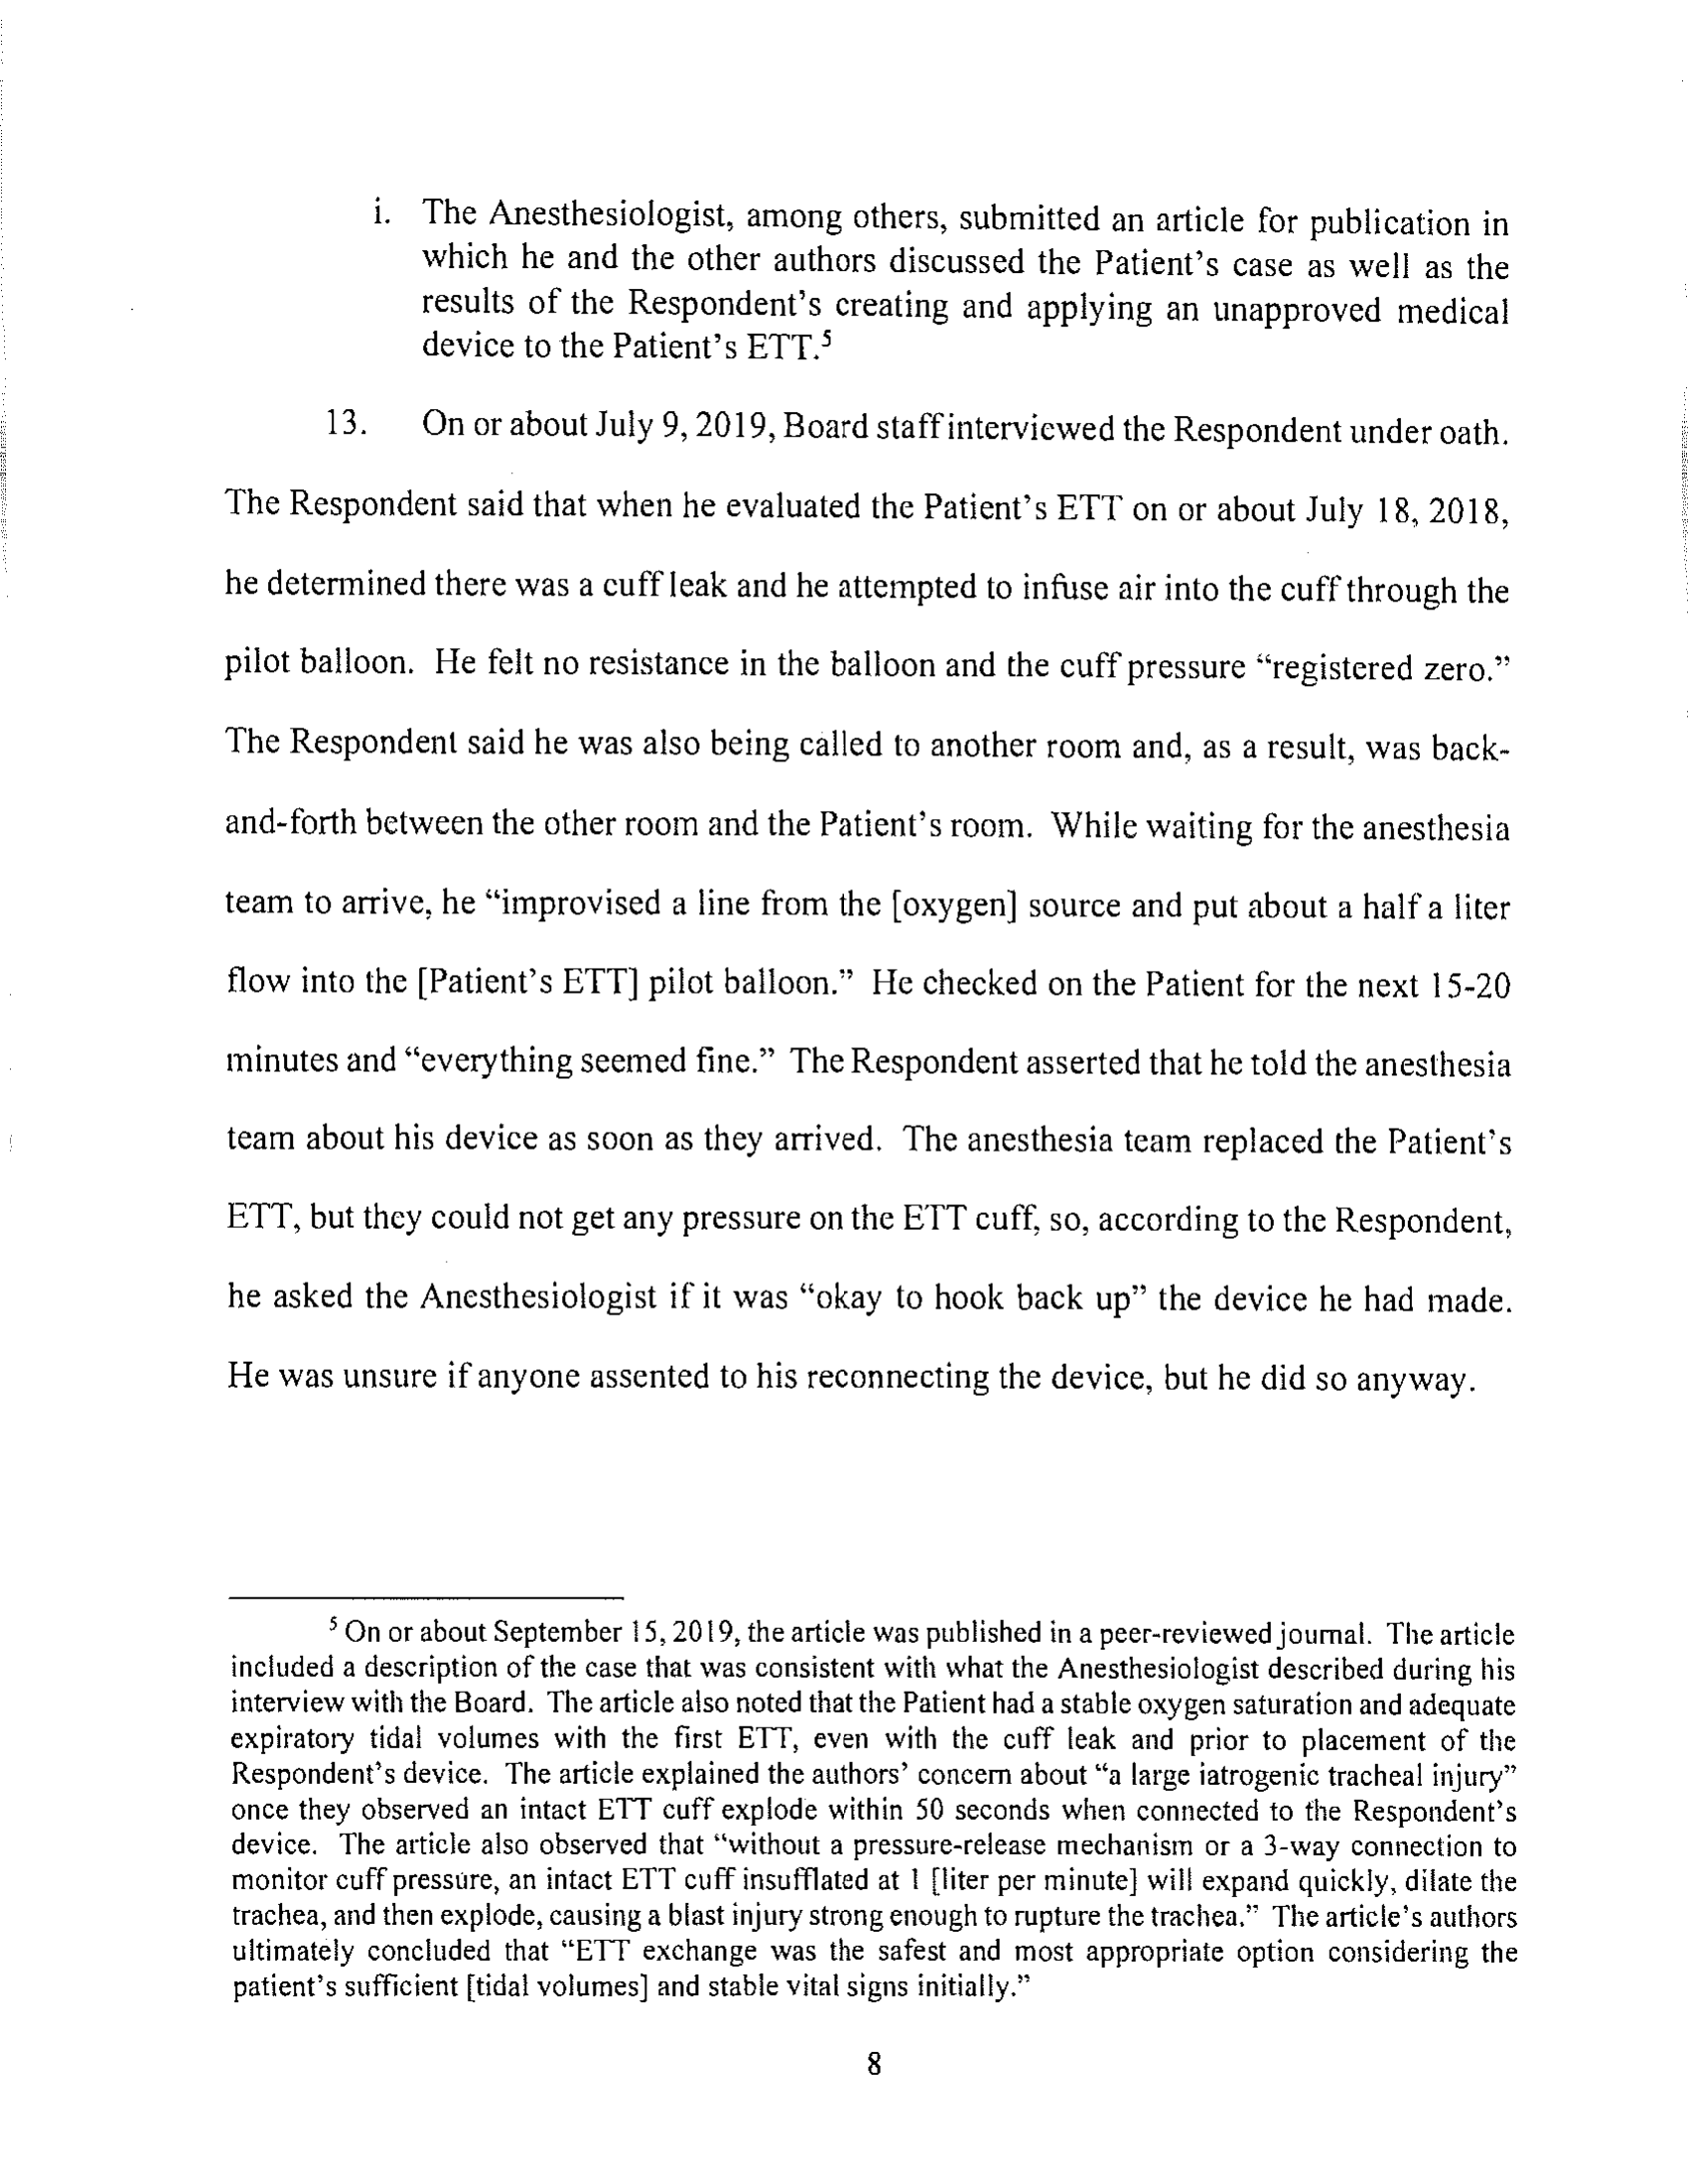 i. The Anesthesiologist, among others, submitted an article for publication in
which he and the other authors discussed the Patient's case as well as the
results of the Respondent's creating and applying an unapproved medical
device to the Patient's ETT.5
13. On or about July 9, 2019, Board staff interviewed the Respondent under oath.
The Respondent said that when he evaluated the Patient's ETT on or about July 18, 2018,
he determined there was a cuff leak and he attempted to infuse air into the cuff through the
pilot balloon. He felt no resistance in the balloon and the cuff pressure “registered zero.”
The Respondent said he was also being called to another room and, as a result, was back-
and-forth between the other room and the Patient's room. While waiting for the anesthesia
team to arrive, he “improvised a line from the [oxygen] source and put about a half a liter
flow into the [Patient's ETT] pilot balloon.” He checked on the Patient for the next 15-20
minutes and “everything seemed fine.” The Respondent asserted that he told the anesthesia
team about his device as soon as they arrived. The anesthesia team replaced the Patient's
ETT, but they could not get any pressure on the ETT cuff, so, according to the Respondent,
he asked the Anesthesiologist if it was “okay to hook back up” the device he had made.
He was unsure if anyone assented to his reconnecting the device, but he did so anyway.
5 On or about September 15, 2019, the article was published in a peer-reviewed journal. The article
included a description of the case that was consistent with what the Anesthesiologist described during his
interview with the Board. The article also noted that the Patient had a stable oxygen saturation and adequate
expiratory tidal volumes with the first ETT, even with the cuff leak and prior to placement of the
Respondent's device. The article explained the authors' concern about “a large iatrogenic tracheal injury”
once they observed an intact ETT cuff explode within 50 seconds when connected to the Respondent's
device. The article also observed that “without a pressure-release mechanism or a 3-way connection to
monitor cuff pressure, an intact ETT cuff insufflated at 1 [liter per minute] will expand quickly, dilate the
trachea, and then explode, causing a blast injury strong enough to rupture the trachea.” The article's authors
ultimately concluded that “ETT exchange was the safest and most appropriate option considering the
patient's sufficient [tidal volumes] and stable vital signs initially.”
8